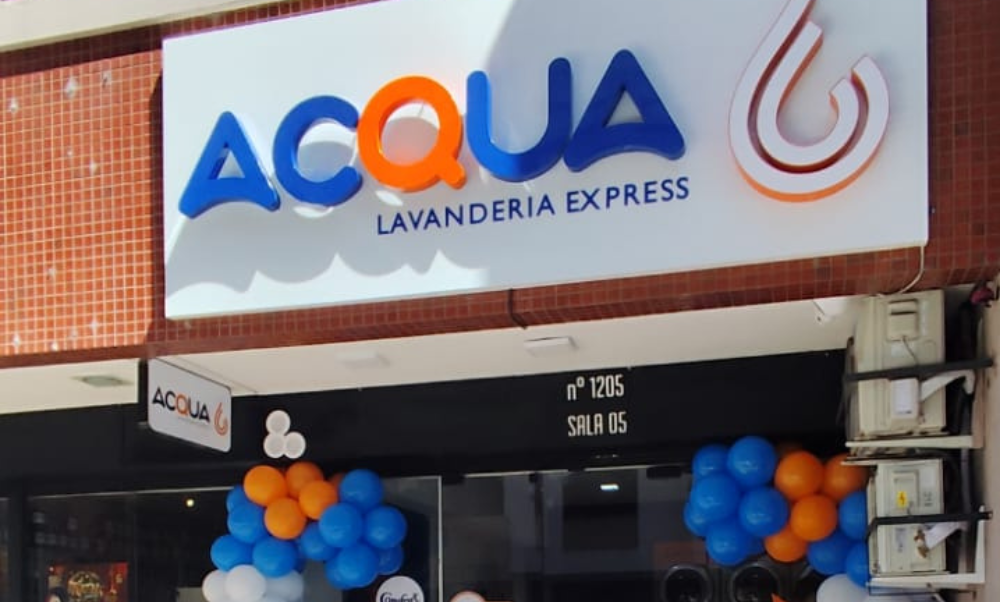 ACQUA
LAVANDERIA EXPRESS
nº 1205
SALA 05
ACQUA